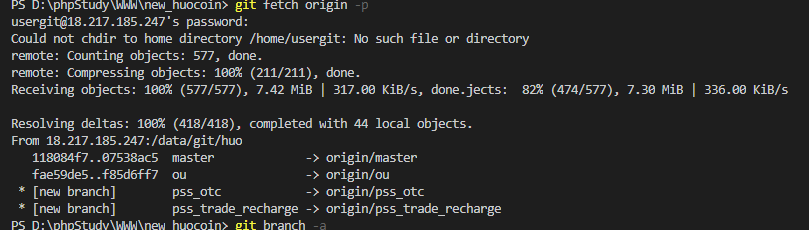 PS D:\phpStudy\WWW\new_huocoin> git fetch origin -p
usergit@18.217.185.247's password:
Could not chdir to home directory /home/usergit: No such file or directory
remote: Counting objects: 577, done.
remote: Compressing objects: 100% (211/211), done.
Receiving objects: 100% (577/577), 7.42 MiB | 317.00 KiB/s, done.jects:  82% (474/577), 7.30 MiB | 336.00 KiB/s
Resolving deltas: 100% (418/418), completed with 44 local objects.
From 18.217.185.247:/data/git/huo
118084f7..07538ac5  master -> origin/master
fae59de5..f85d6ff7  ou -> origin/ou
* [new branch] pss_otc -> origin/pss_otc
* [new branch] pss_trade_recharge -> origin/pss_trade_recharge
PS D:\phpStudy\WWW\new_huocoin> git branch -a